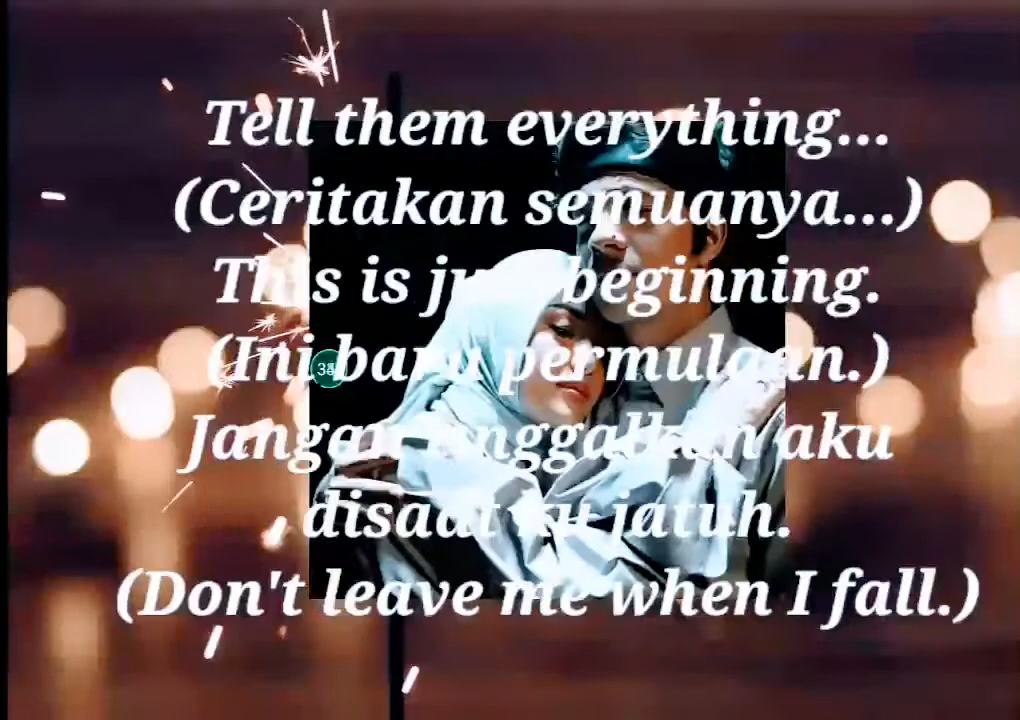 Tell them everything...
(Ceritakan semuanya...)
This is just beginning.
(Ini baru permulaan.)
Jangan tinggalkan aku
disaat ku jatuh.
(Don't leave me when I fall.)